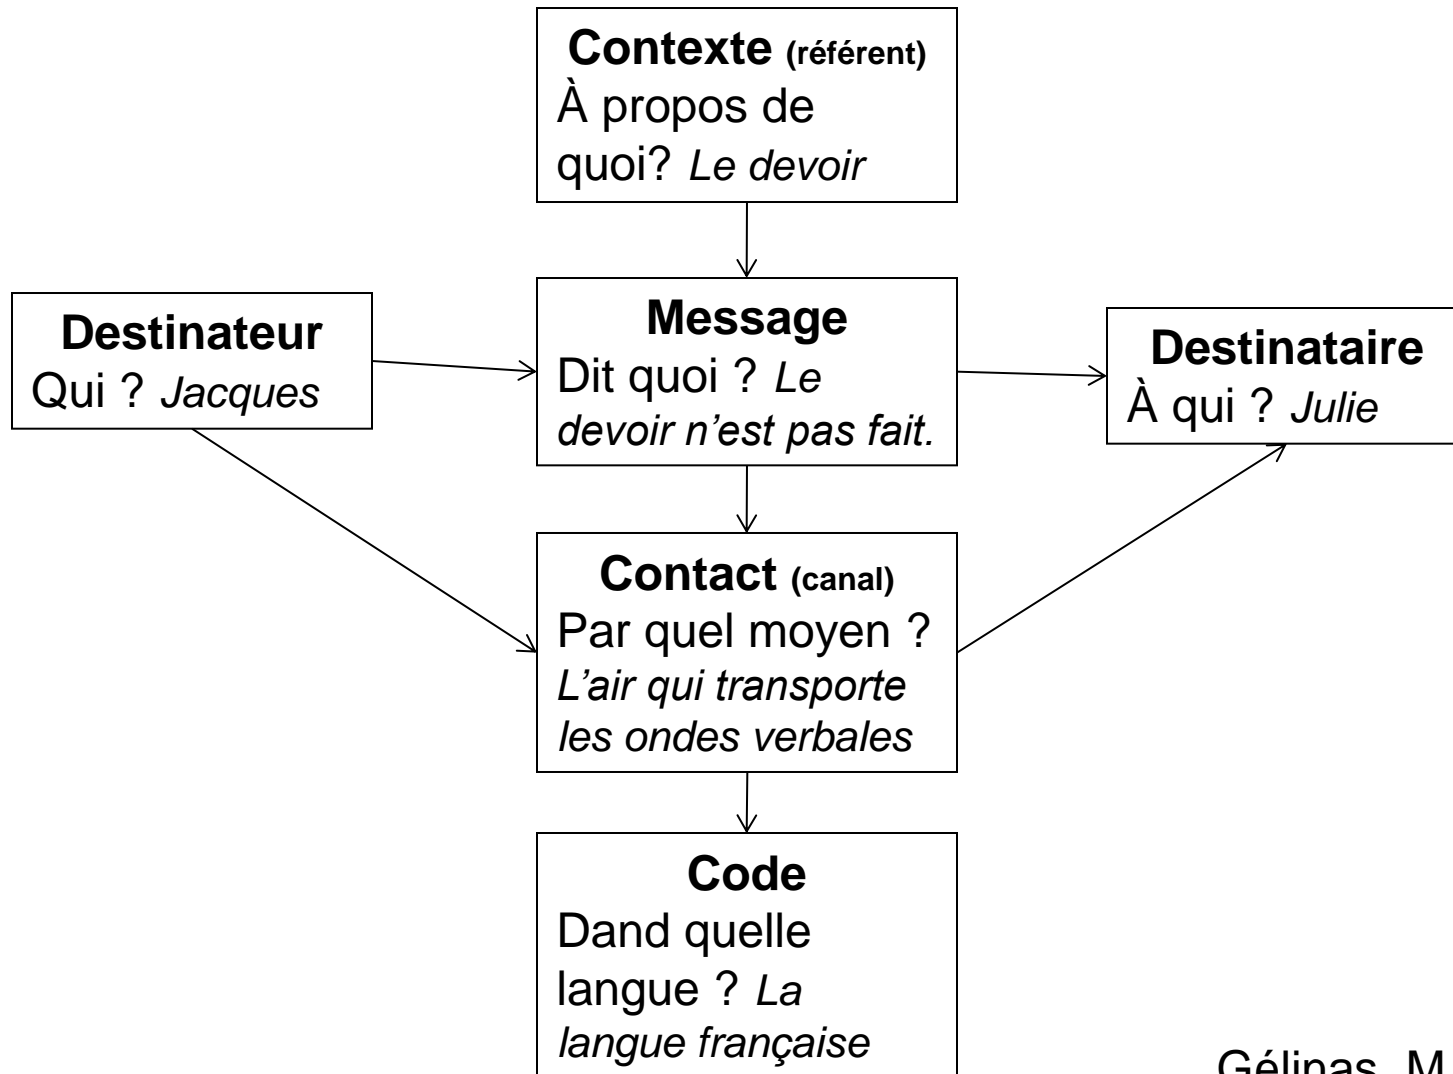 Contexte (référent)
À propos de
quoi? Le devoir
Destinateur
Qui ? Jacques
Message
Dit quoi ? Le
devoir n’est pas fait.
Destinataire
À qui ? Julie
Contact (canal)
Par quel moyen ?
L’air qui transporte
les ondes verbales
Code
Dand quelle
langue ? La
langue française
Gélinas, M